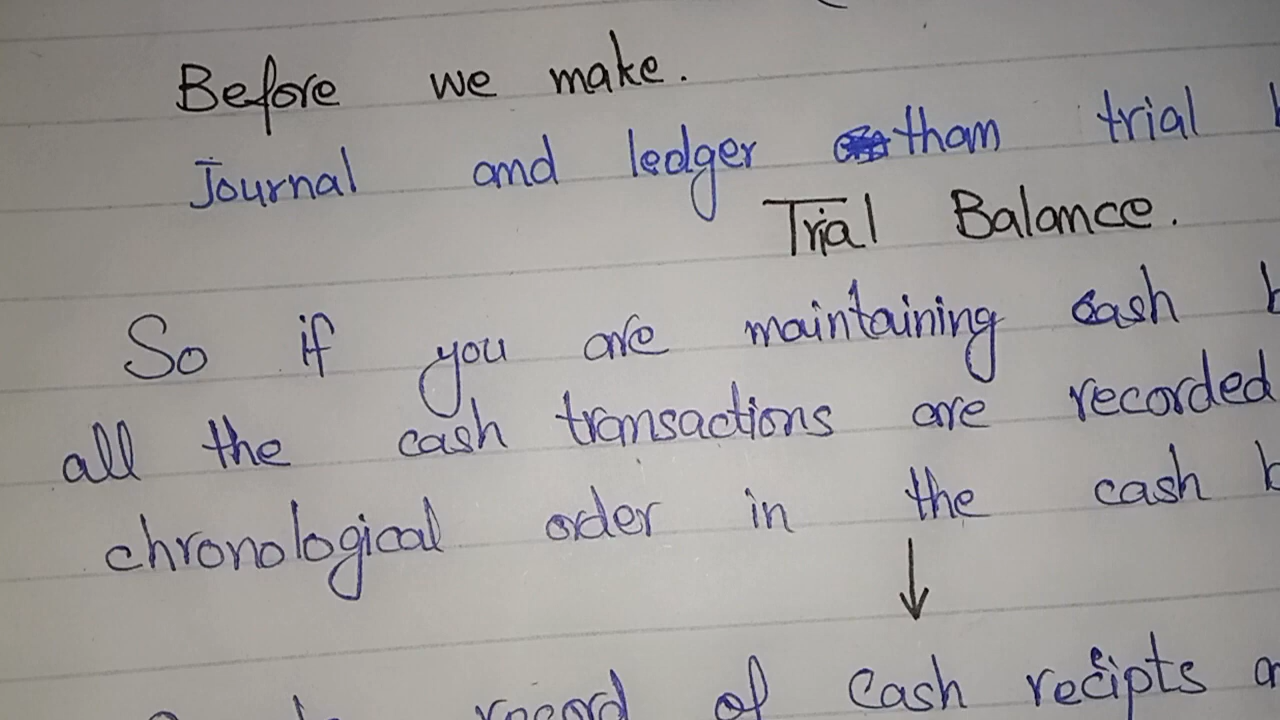 Before we make.
Journal and ledger than trial
Trial Balance.
So if you are maintaining cash
all the cash transactions are recorded
chronological order in the cash
record of cash recipts